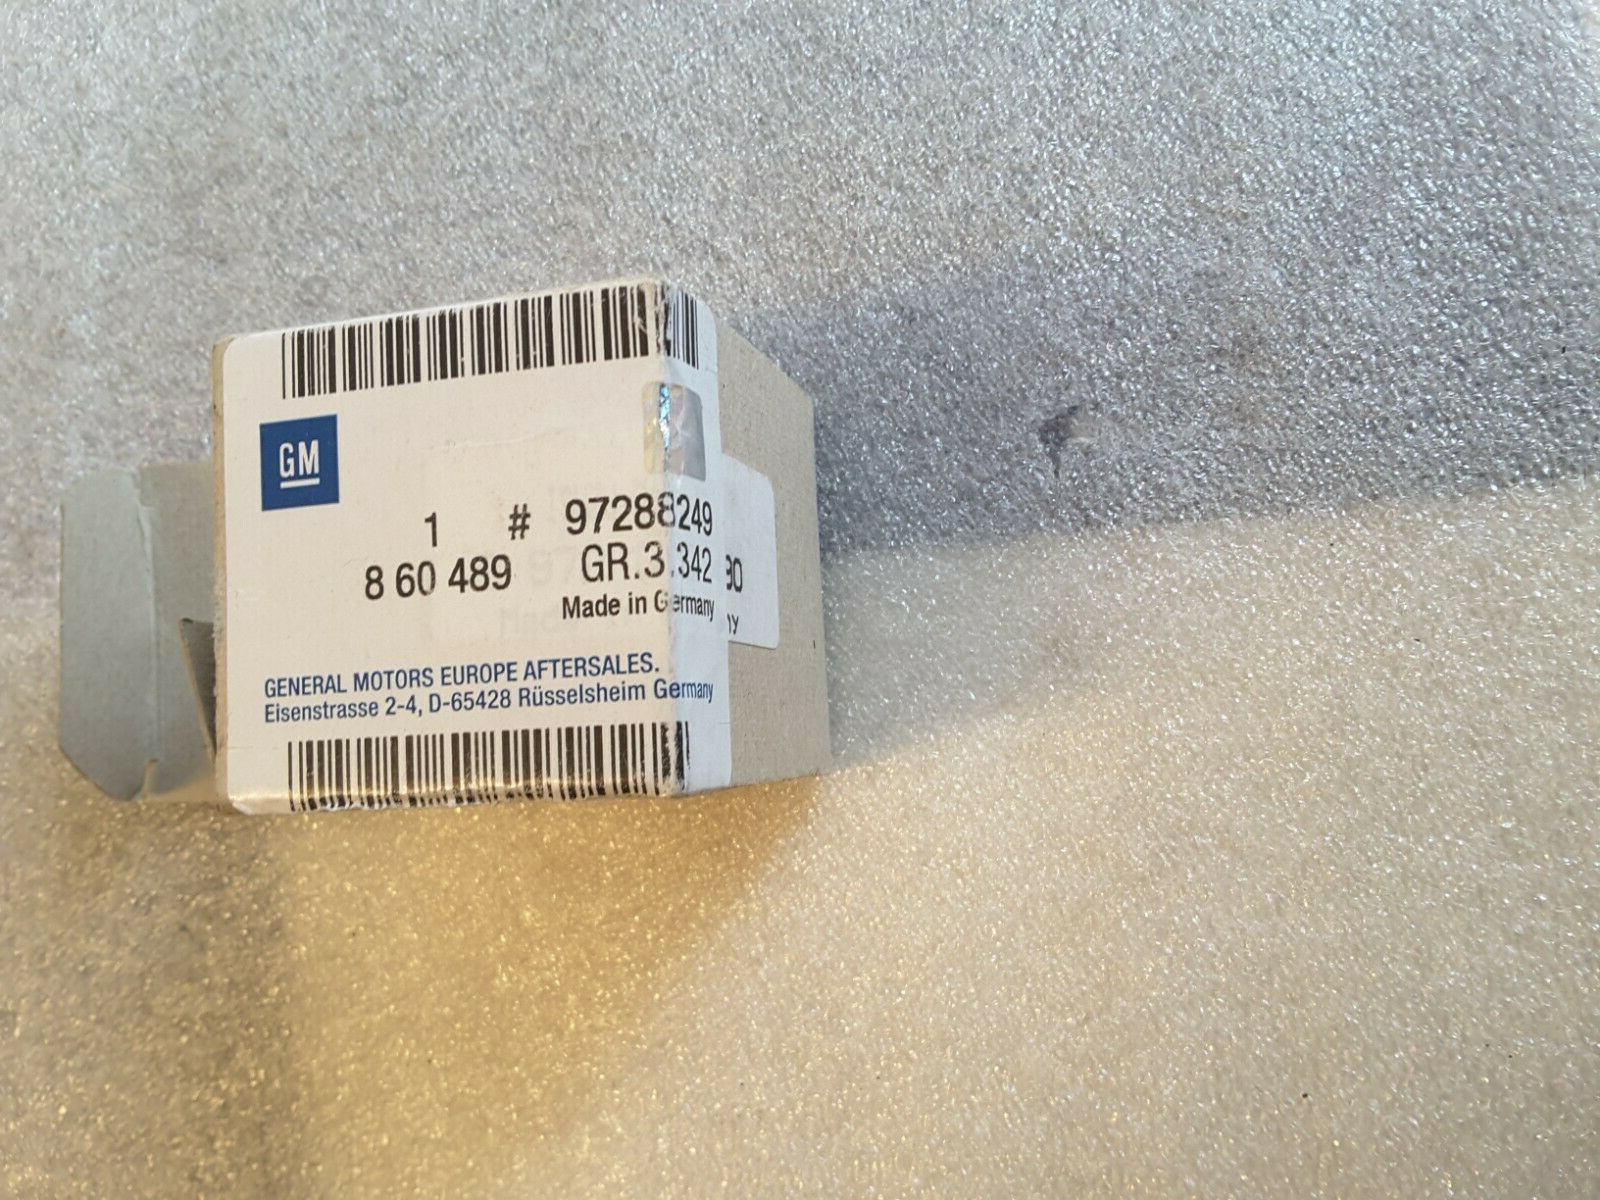 GM
1 # 97288249
8 60 489 GR.3.342
Made in Germany
GENERAL MOTORS EUROPE AFTERSALES.
Eisenstrasse 2-4, D-65428 Rüsselsheim Germany
90